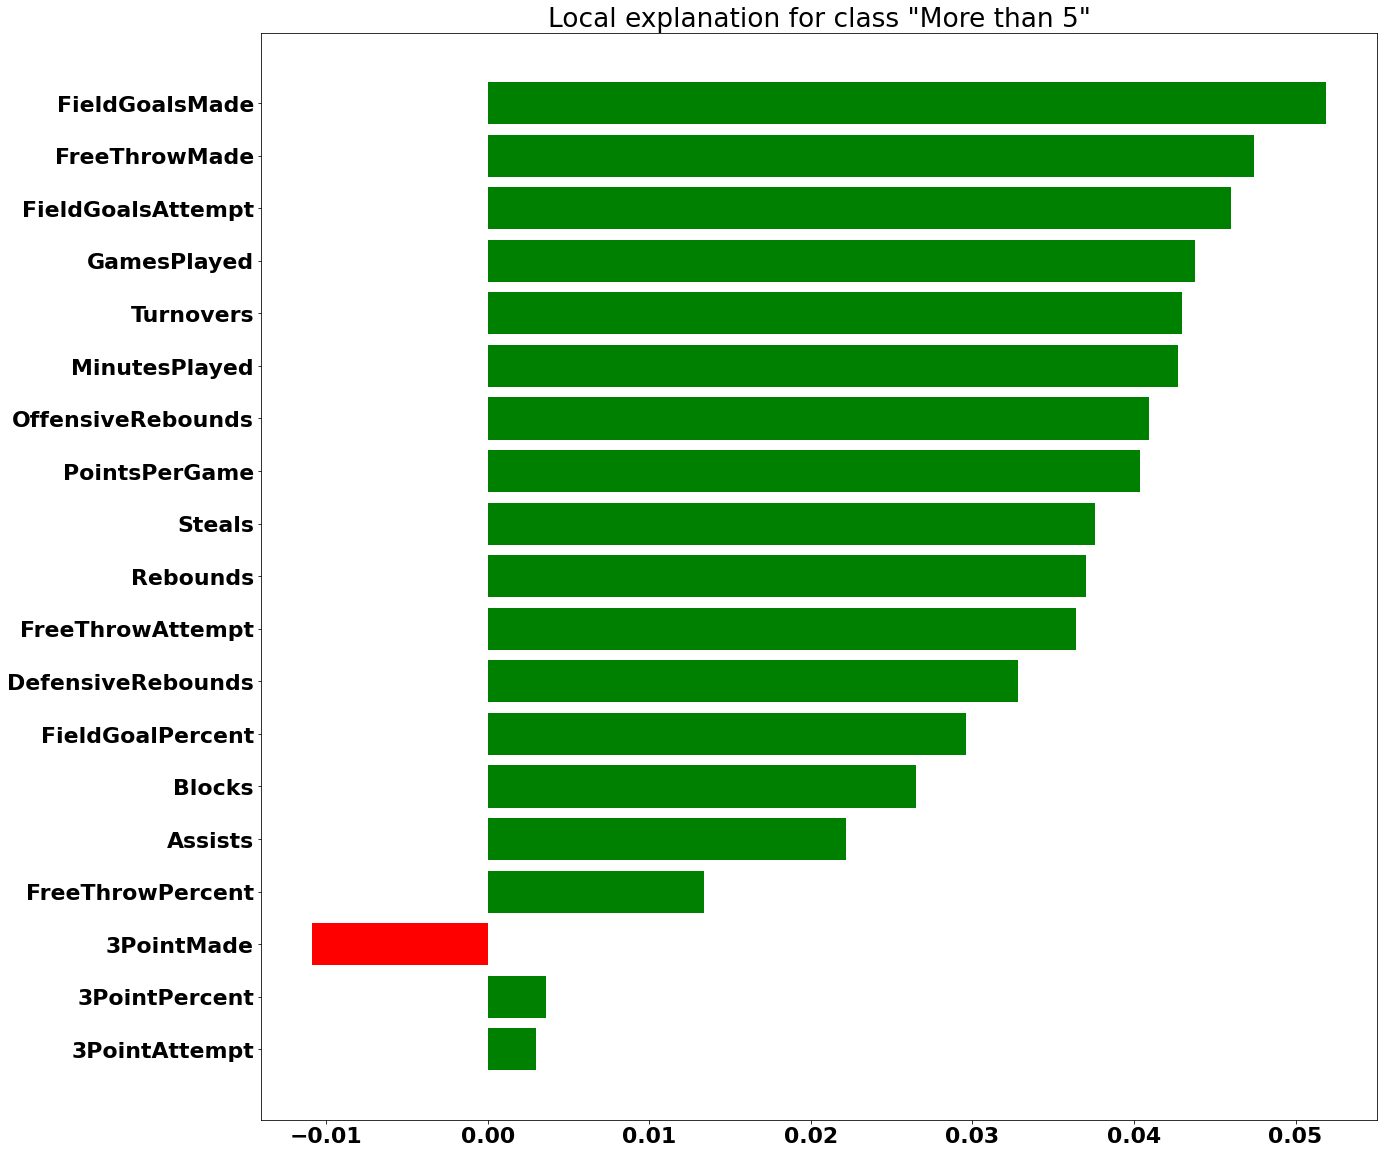 Local explanation for class "More than 5"
FieldGoalsMade
FreeThrowMade
FieldGoalsAttempt
GamesPlayed
Turnovers
MinutesPlayed
OffensiveRebounds
PointsPerGame
Steals
Rebounds
FreeThrowAttempt
DefensiveRebounds
FieldGoalPercent
Blocks
Assists
FreeThrowPercent
3PointMade
3PointPercent
3PointAttempt
−0.01 0.00 0.01 0.02 0.03 0.04 0.05